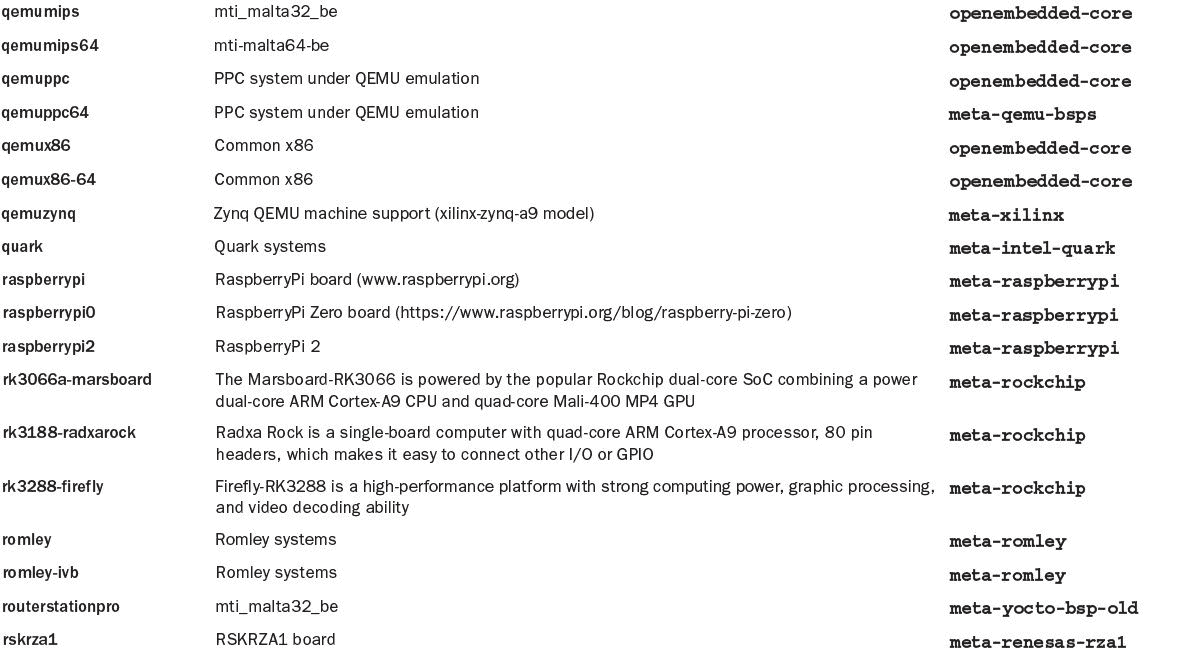 qemumips mti_malta32_be openembedded-core
qemumips64 mti-malta64-be openembedded-core
qemuppc PPC system under QEMU emulation openembedded-core
qemuppc64 PPC system under QEMU emulation meta-qemu-bsps
qemux86 Common x86 openembedded-core
qemux86-64 Common x86 openembedded-core
qemuzynq Zynq QEMU machine support (xilinx-zynq-a9 model) meta-xilinx
quark Quark systems meta-intel-quark
raspberrypi RaspberryPi board (www.raspberrypi.org) meta-raspberrypi
raspberrypi0 RaspberryPi Zero board (https://www.raspberrypi.org/blog/raspberry-pi-zero) meta-raspberrypi
raspberrypi2 RaspberryPi 2 meta-raspberrypi
rk3066a-marsboard The Marsboard-RK3066 is powered by the popular Rockchip dual-core SoC combining a power meta-rockchip
dual-core ARM Cortex-A9 CPU and quad-core Mali-400 MP4 GPU
rk3188-radxarock Radxa Rock is a single-board computer with quad-core ARM Cortex-A9 processor, 80 pin meta-rockchip
headers, which makes it easy to connect other I/O or GPIO
rk3288-firefly Firefly-RK3288 is a high-performance platform with strong computing power, graphic processing, meta-rockchip
and video decoding ability
romley Romley systems meta-romley
romley-ivb Romley systems meta-romley
routerstationpro mti_malta32_be meta-yocto-bsp-old
rskrza1 RSKRZA1 board meta-renesas-rza1